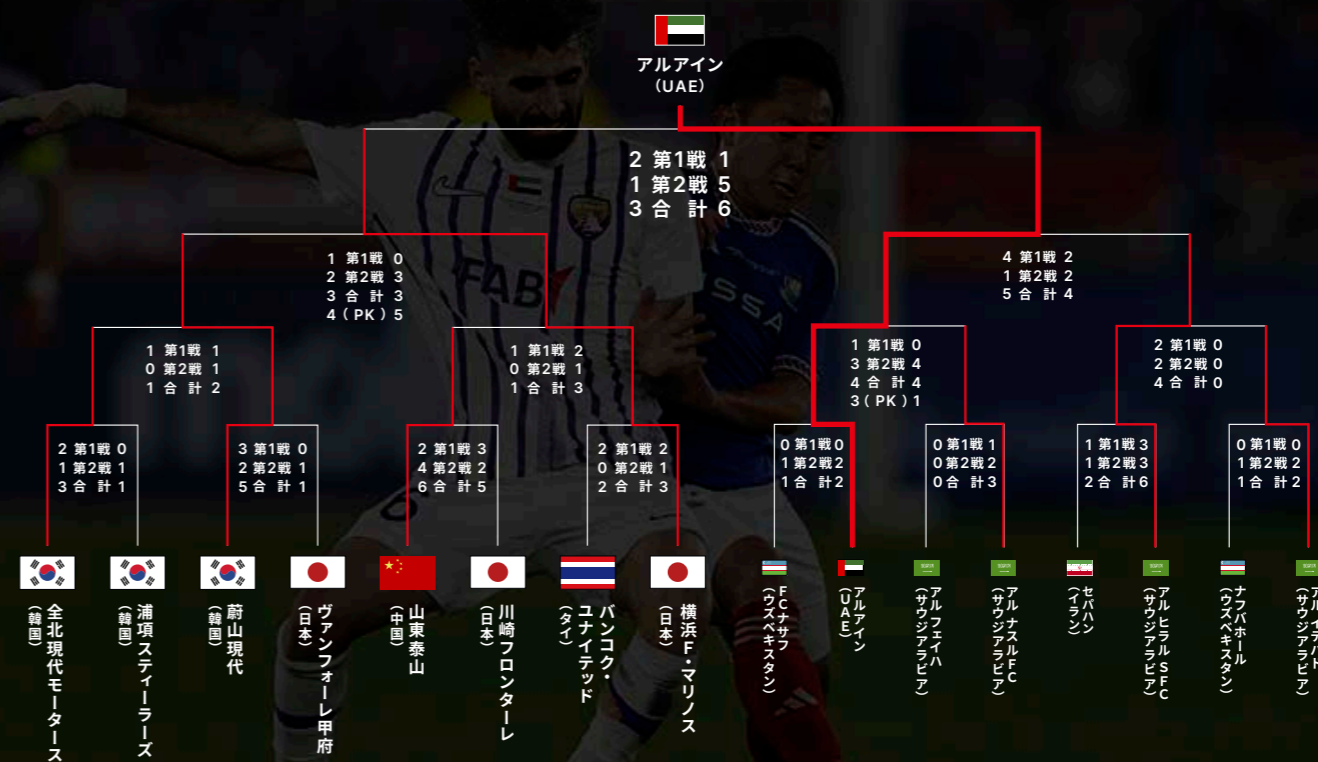 アルアイン
（UAE）
2 第1戦 1
1 第2戦 5
3 合 計 6
1 第1戦 0
2 第2戦 3
3 合 計 3
4（PK）5
4 第1戦 2
1 第2戦 2
5 合 計 4
1 第1戦 1
0 第2戦 1
1 合 計 2
1 第1戦 2
0 第2戦 1
1 合 計 3
1 第1戦 0
3 第2戦 4
4 合 計 4
3（PK）1
2 第1戦 0
2 第2戦 0
4 合 計 0
2 第1戦 0
1 第2戦 1
3 合 計 1
3 第1戦 0
2 第2戦 1
5 合 計 1
2 第1戦 3
4 第2戦 2
6 合 計 5
2 第1戦 2
0 第2戦 1
2 合 計 3
0 第1戦 0
1 第2戦 2
1 合 計 2
0 第1戦 1
0 第2戦 2
0 合 計 3
1 第1戦 3
1 第2戦 3
2 合 計 6
0 第1戦 0
1 第2戦 2
1 合 計 2
全北現代モータース
（韓国）
浦項スティーラーズ
（韓国）
蔚山現代
（韓国）
ヴァンフォーレ甲府
（日本）
山東泰山
（中国）
川崎フロンターレ
（日本）
バンコク・
ユナイテッド
（タイ）
横浜F・マリノス
（日本）
FCナサフ
（ウズベキスタン）
アルアイン
（UAE）
アルフェイハ
（サウジアラビア）
アルナスルFC
（サウジアラビア）
セパハン
（イラン）
アルヒラルSFC
（サウジアラビア）
ナフバホール
（ウズベキスタン）
（サウジアラビア）
FAB
SSA
6